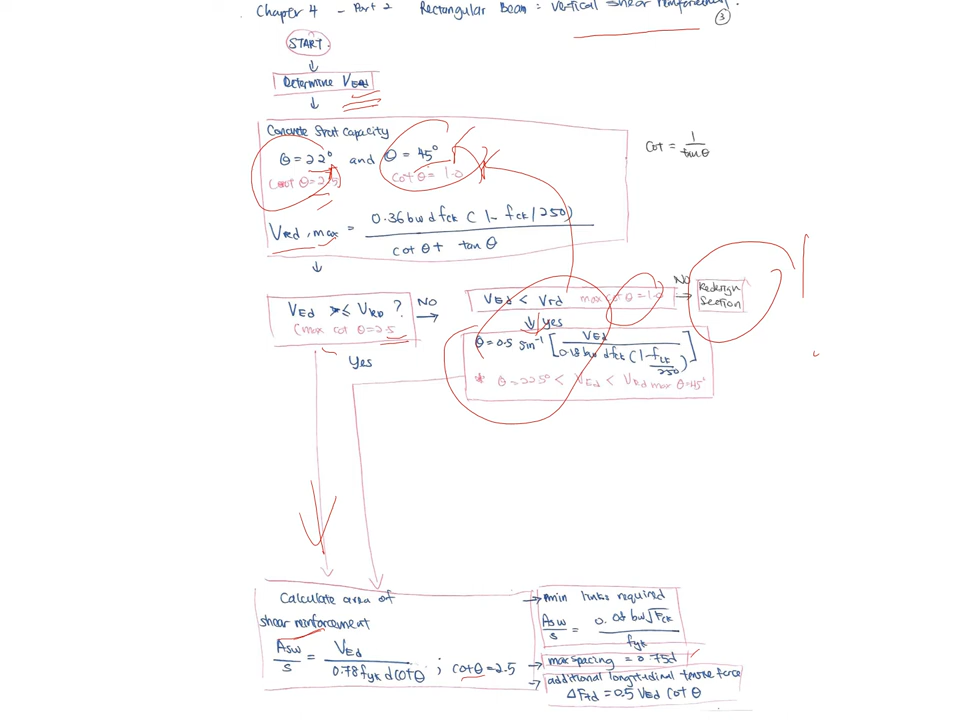 Chapter 4 - Part 2 Rectangular Beam : Vertical shear reinforcement.
③
START
↓
Determine VEd
↓
Concrete Strut Capacity
θ = 22° and θ = 45°
(cot θ = 2.5) cot θ = 1.0
cot = 1/tan θ
VRd, max = 0.36 bw d fck (1 - fck/250) / cot θ + tan θ
↓
VEd ≤ VRd ? NO →
(max cot θ = 2.5
Yes
VEd < Vrd max cot θ = 1.0 NO →
Redesign
Section
↓ yes
θ = 0.5 sin⁻¹ [VEd / 0.18 bw d fck (1 - fck/250)]
* θ = 22.5° < VEd < VRd max θ = 45°
Calculate area of
shear reinforcement
Asw/s = VEd / 0.78 fyk d cot θ ; cot θ = 2.5
→ min links required
Asw/s = 0.08 bw √fck / fyk
→ max spacing = 0.75d
→ additional longitudinal tensile force
ΔFtd = 0.5 VEd cot θ